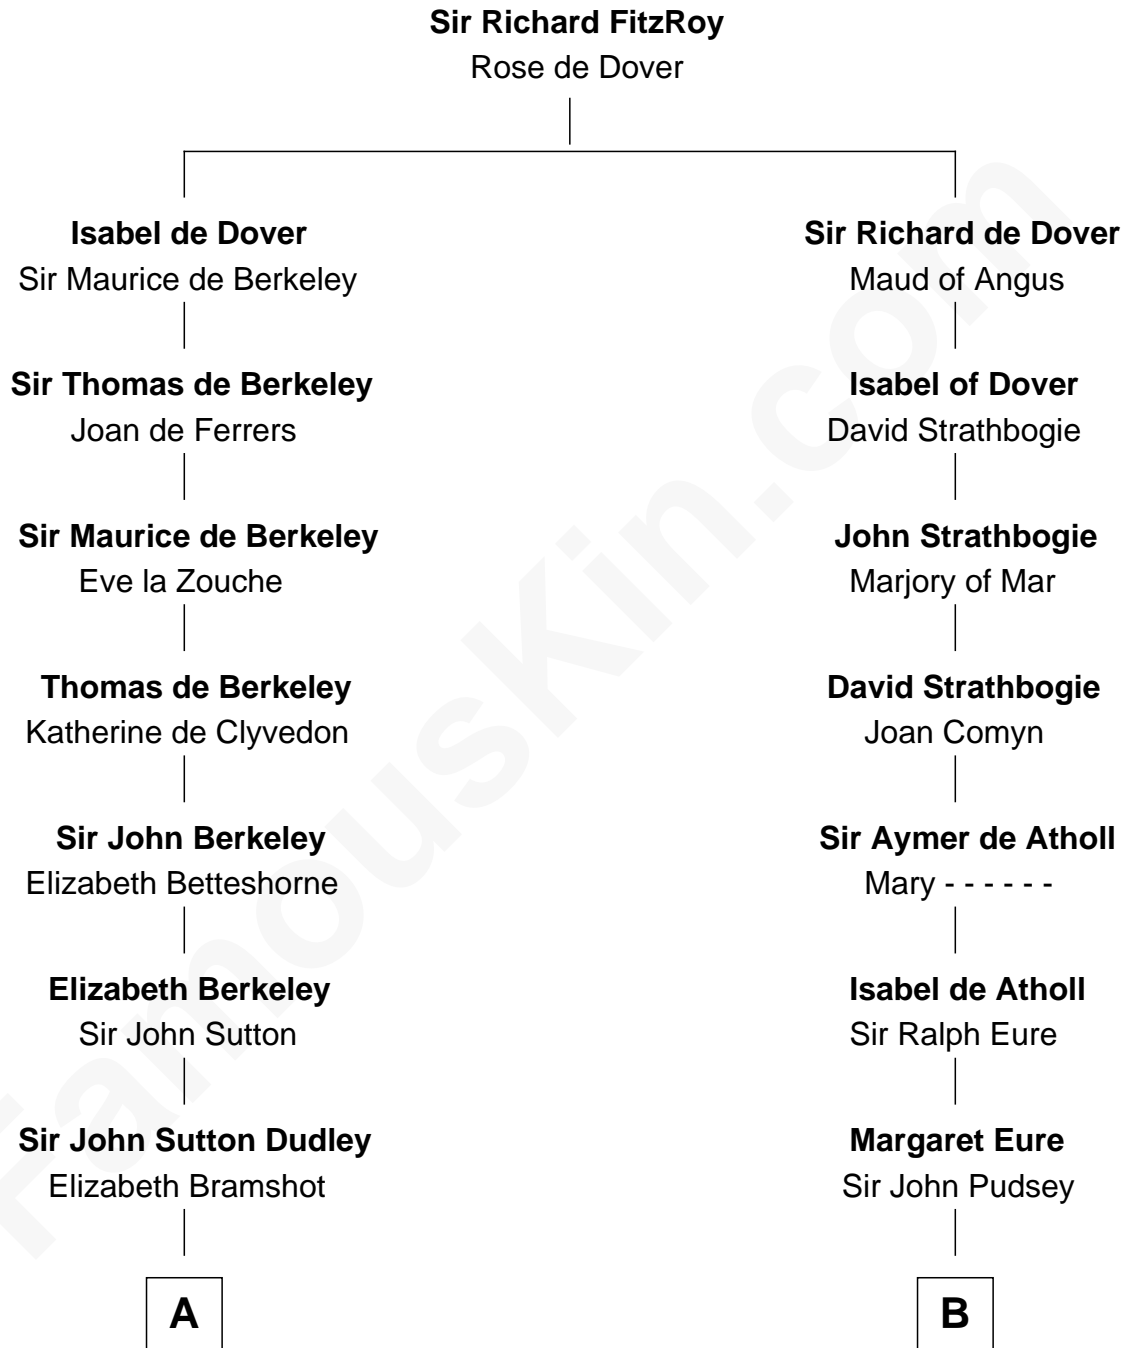 Sir Richard FitzRoy
Rose de Dover
Isabel de Dover
Sir Maurice de Berkeley
Sir Richard de Dover
Maud of Angus
Sir Thomas de Berkeley
Joan de Ferrers
Isabel of Dover
David Strathbogie
Sir Maurice de Berkeley
Eve la Zouche
John Strathbogie
Marjory of Mar
Thomas de Berkeley
Katherine de Clyvedon
David Strathbogie
Joan Comyn
Sir John Berkeley
Elizabeth Betteshorne
Sir Aymer de Atholl
Mary - - - - - -
Elizabeth Berkeley
Sir John Sutton
Isabel de Atholl
Sir Ralph Eure
Sir John Sutton Dudley
Elizabeth Bramshot
Margaret Eure
Sir John Pudsey
A
B
FamousKin.com